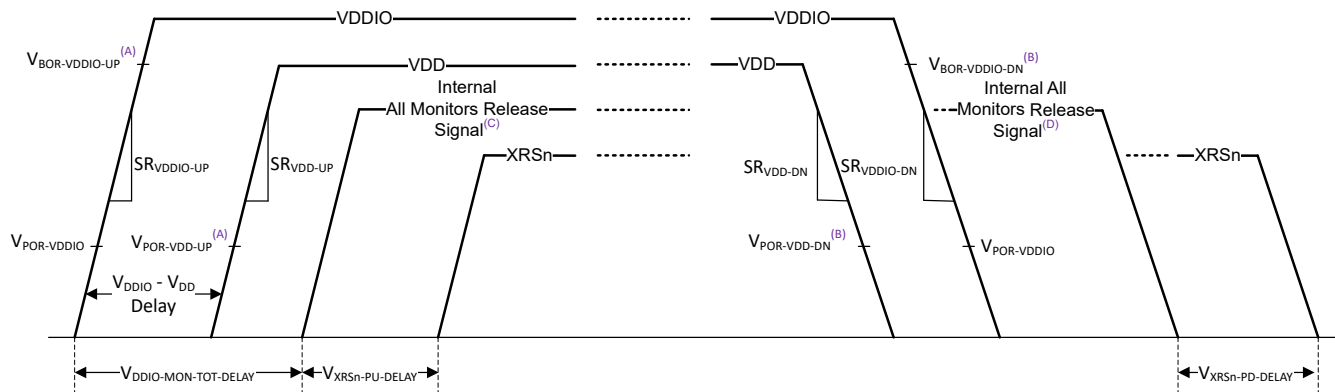 VDDIO
VDDIO
V_BOR-VDDIO-UP (A)
VDD
VDD
V_BOR-VDDIO-DN (B)
Internal
All Monitors Release
Signal(C)
Internal All
Monitors Release
Signal(D)
SR_VDDIO-UP
SR_VDD-UP
XRSn
SR_VDD-DN
SR_VDDIO-DN
XRSn
V_POR-VDDIO
V_POR-VDD-UP (A)
V_POR-VDD-DN (B)
V_POR-VDDIO
V_DDIO - V_DD
Delay
V_DDIO-MON-TOT-DELAY
V_XRSn-PU-DELAY
V_XRSn-PD-DELAY